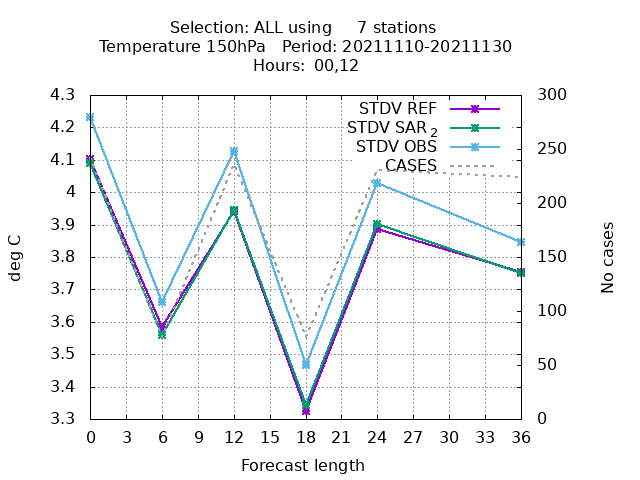 Selection: ALL using     7 stations
Temperature 150hPa   Period: 20211110-20211130
Hours:  00,12
4.3
4.2
4.1
4
3.9
3.8
3.7
3.6
3.5
3.4
3.3
deg C
STDV REF
STDV SAR 2
STDV OBS
CASES
300
250
200
150
100
50
0
No cases
0 3 6 9 12 15 18 21 24 27 30 33 36
Forecast length